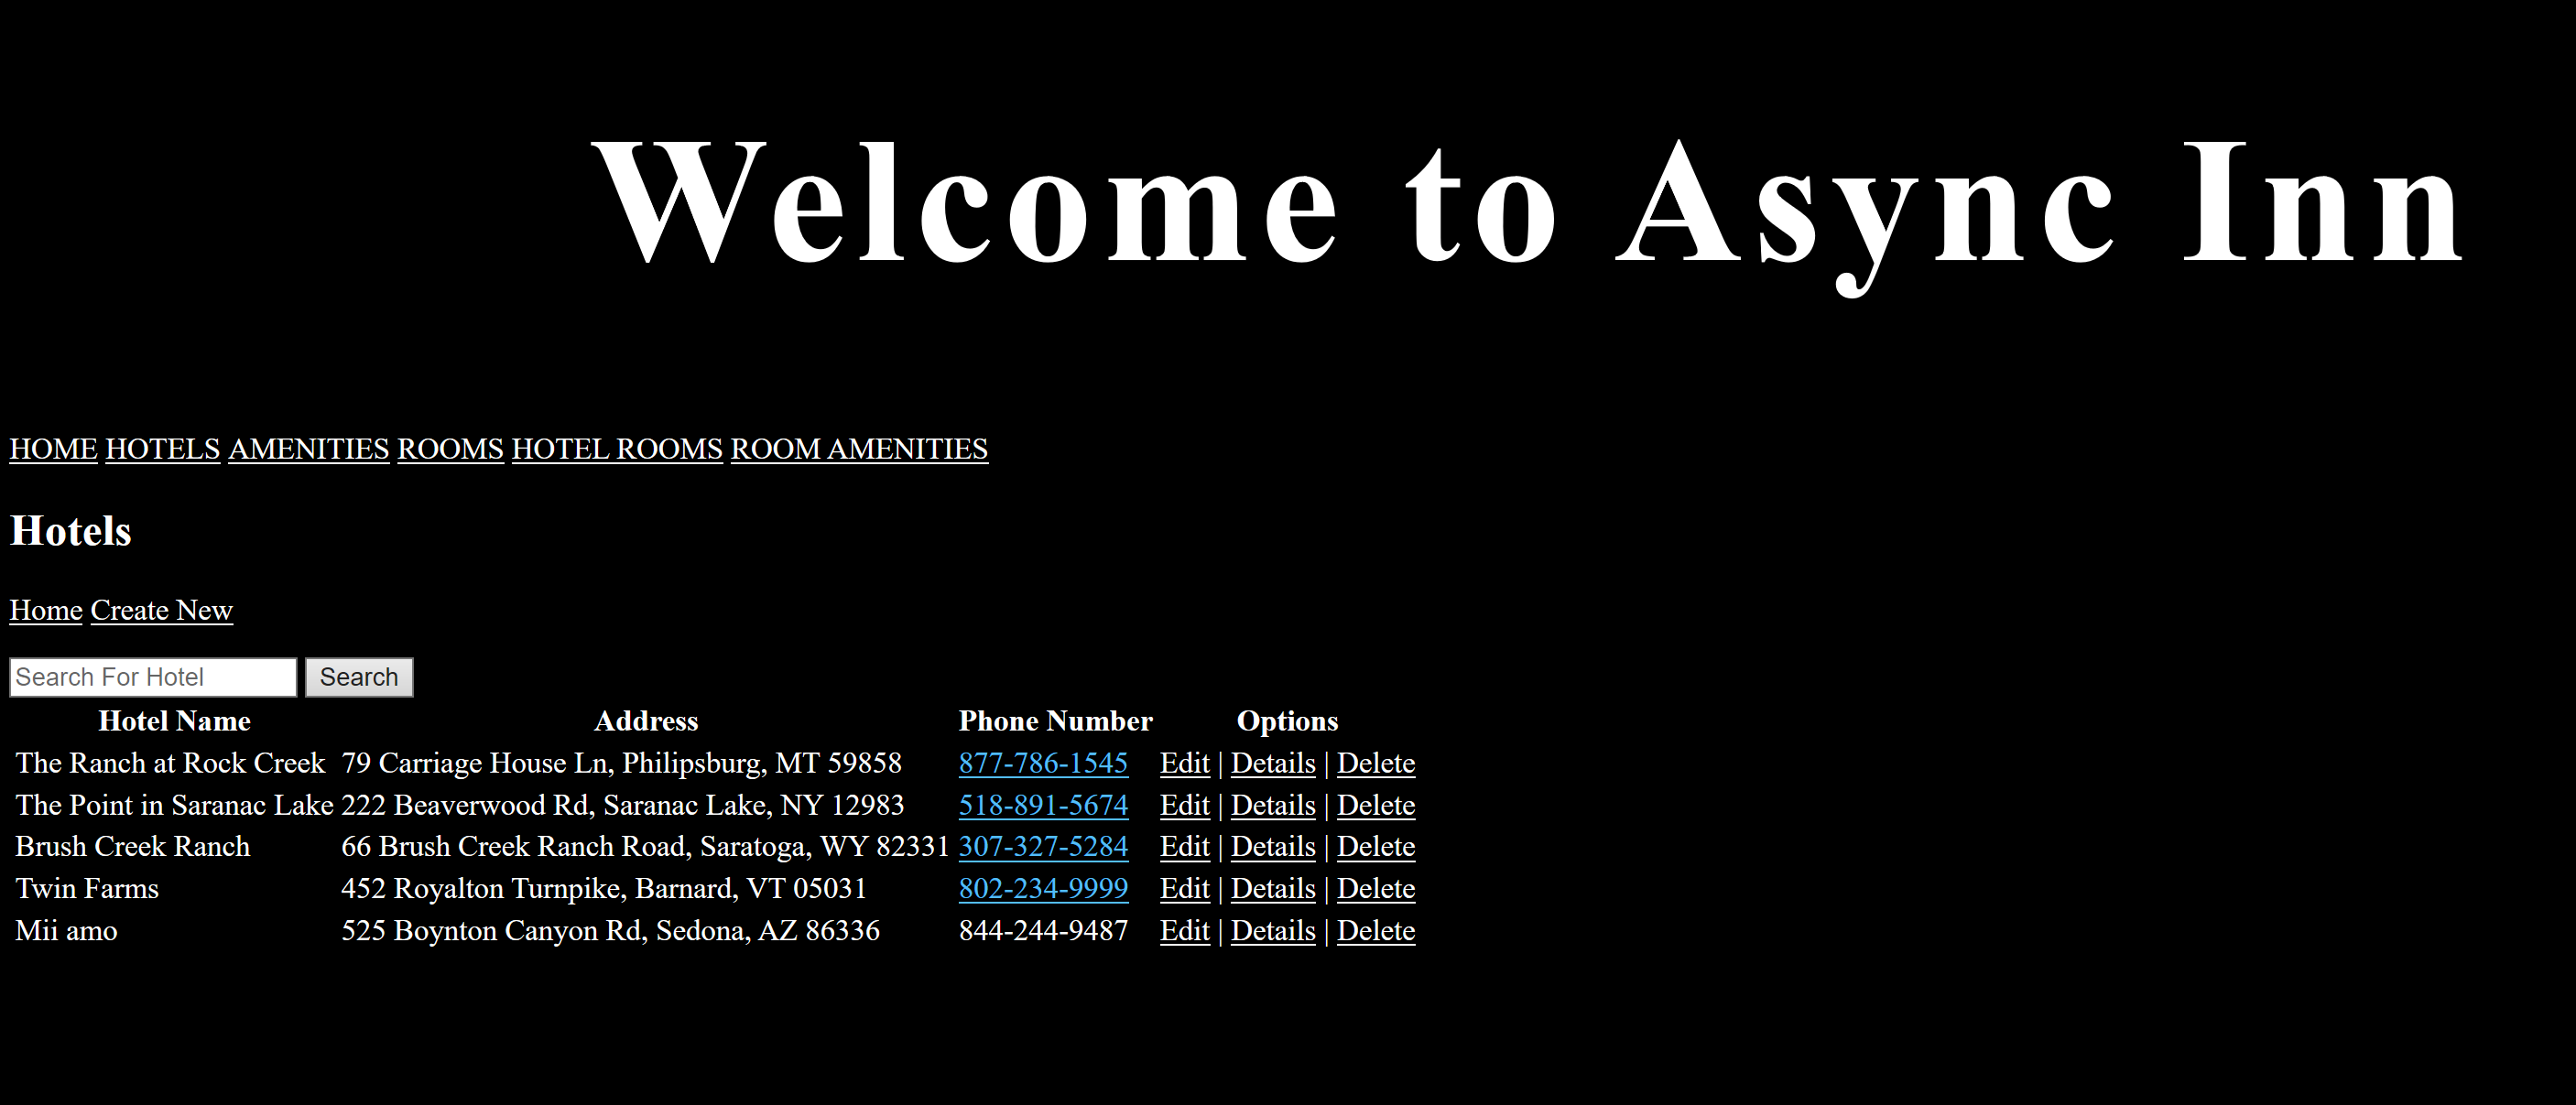 Welcome to Async Inn
HOME HOTELS AMENITIES ROOMS HOTEL ROOMS ROOM AMENITIES
Hotels
Home Create New
Search For Hotel Search
Hotel Name Address Phone Number Options
The Ranch at Rock Creek 79 Carriage House Ln, Philipsburg, MT 59858 877-786-1545 Edit | Details | Delete
The Point in Saranac Lake 222 Beaverwood Rd, Saranac Lake, NY 12983 518-891-5674 Edit | Details | Delete
Brush Creek Ranch 66 Brush Creek Ranch Road, Saratoga, WY 82331 307-327-5284 Edit | Details | Delete
Twin Farms 452 Royalton Turnpike, Barnard, VT 05031 802-234-9999 Edit | Details | Delete
Mii amo 525 Boynton Canyon Rd, Sedona, AZ 86336 844-244-9487 Edit | Details | Delete